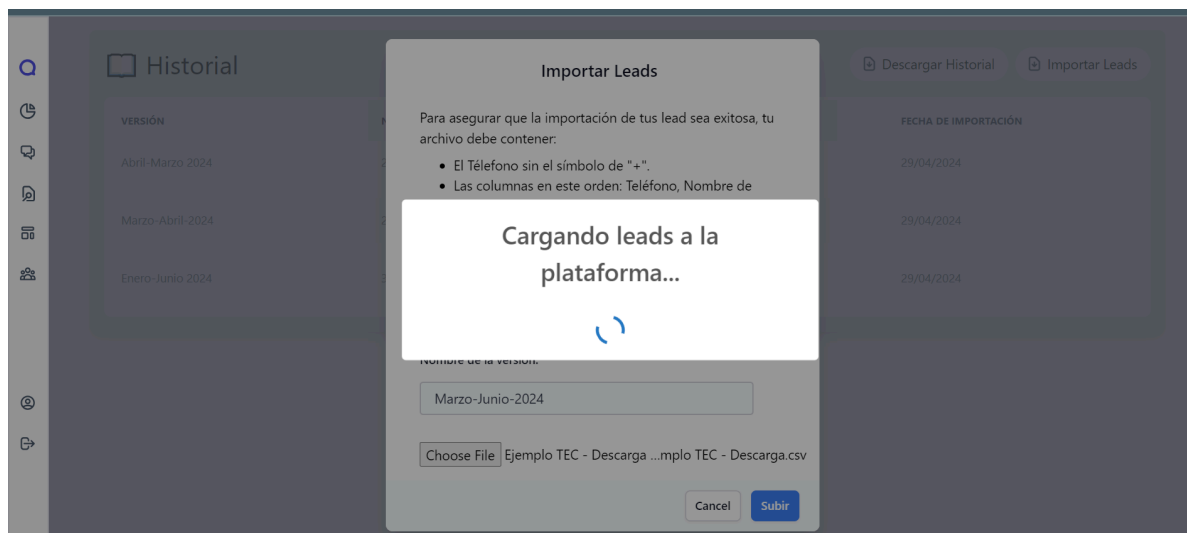 Historial
Descargar Historial
Importar Leads
VERSIÓN
FECHA DE IMPORTACIÓN
Abril-Marzo 2024
29/04/2024
Marzo-Abril-2024
29/04/2024
Enero-Junio 2024
29/04/2024
Importar Leads
Para asegurar que la importación de tus lead sea exitosa, tu
archivo debe contener:
El Télefono sin el símbolo de "+".
Las columnas en este orden: Teléfono, Nombre de
Cargando leads a la
plataforma...
Nombre de la versión:
Marzo-Junio-2024
Choose File Ejemplo TEC - Descarga ...mplo TEC - Descarga.csv
Cancel
Subir